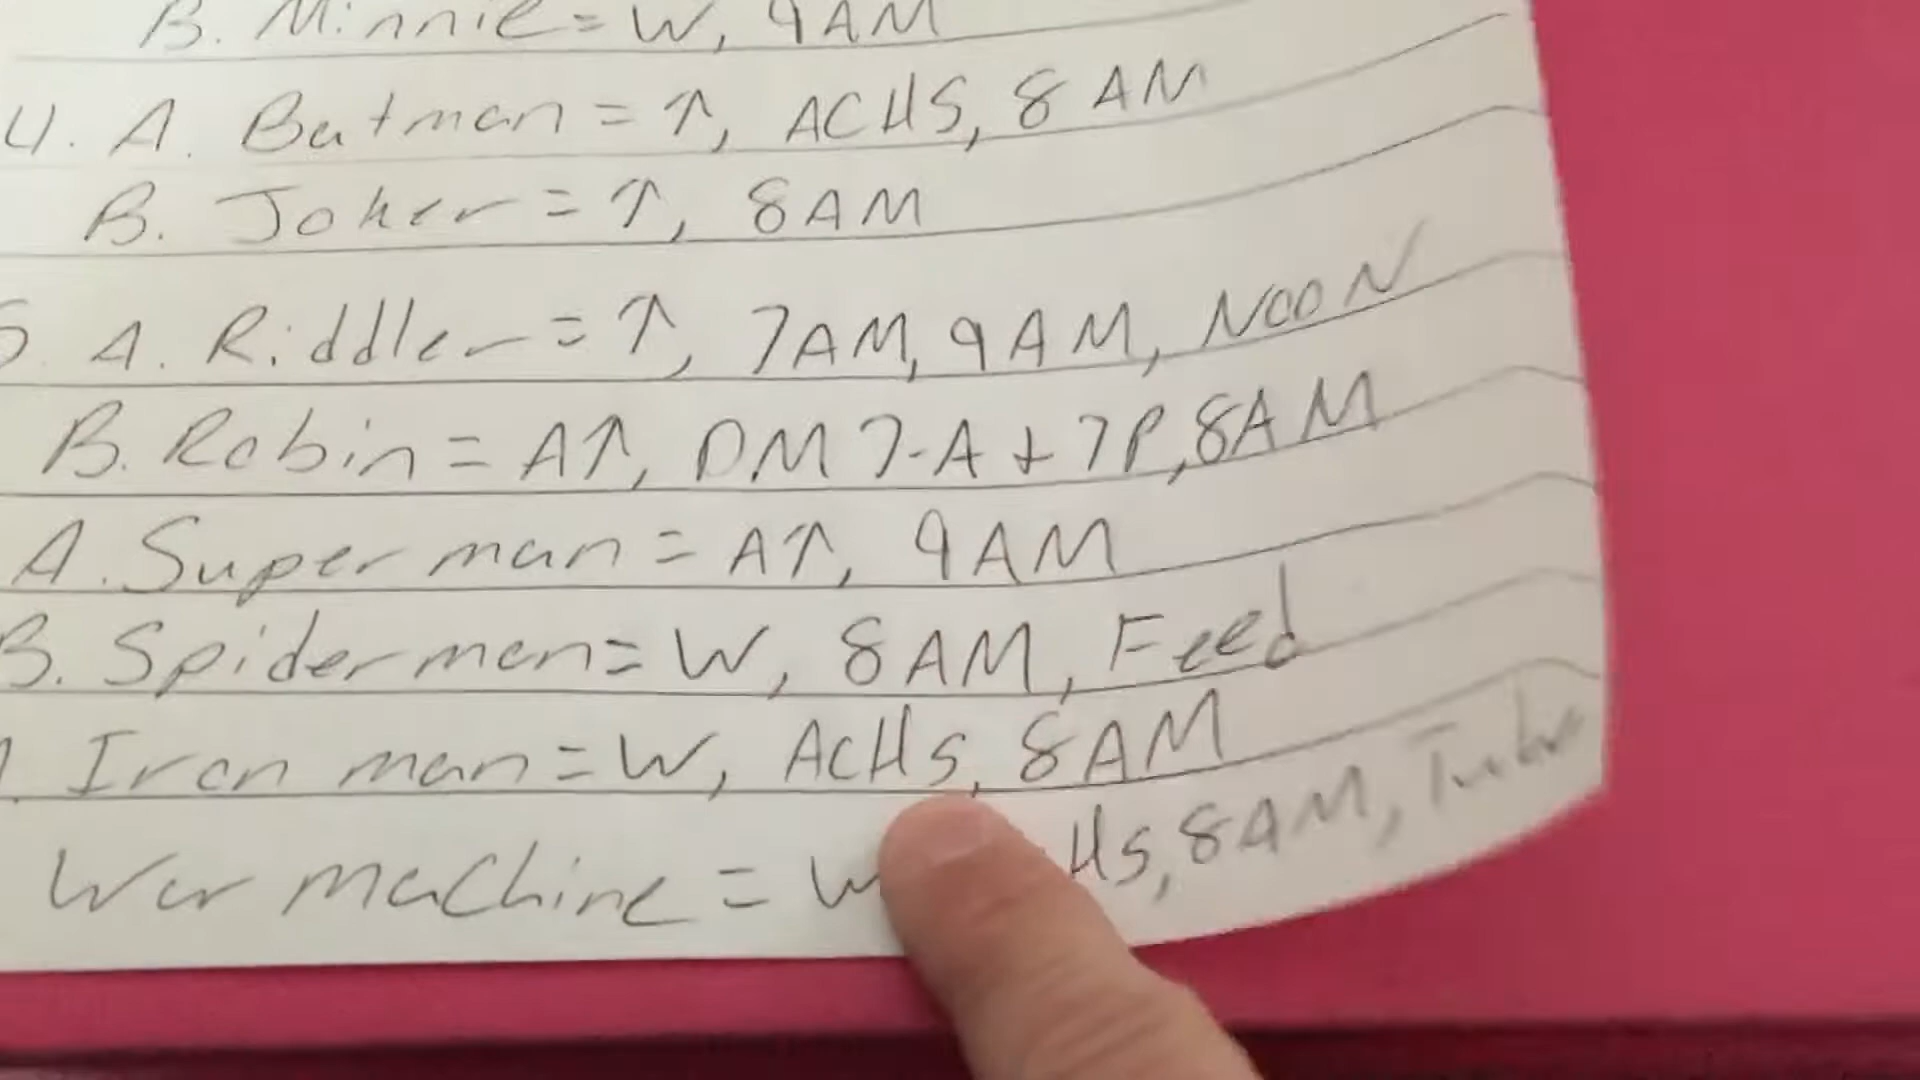 B. Minnie = W, 9AM
4. A. Batman = ↑, ACHS, 8 AM
B. Joker = ↑, 8AM
5 A. Riddler = ↑, 7AM, 9AM, NOON
B. Robin = A↑, DM 7-A + 7P, 8AM
A. Superman = A↑, 9AM
B. Spiderman = W, 8AM, Feed
. Iron man = W, ACHS, 8AM
War machine = W HS, 8AM,